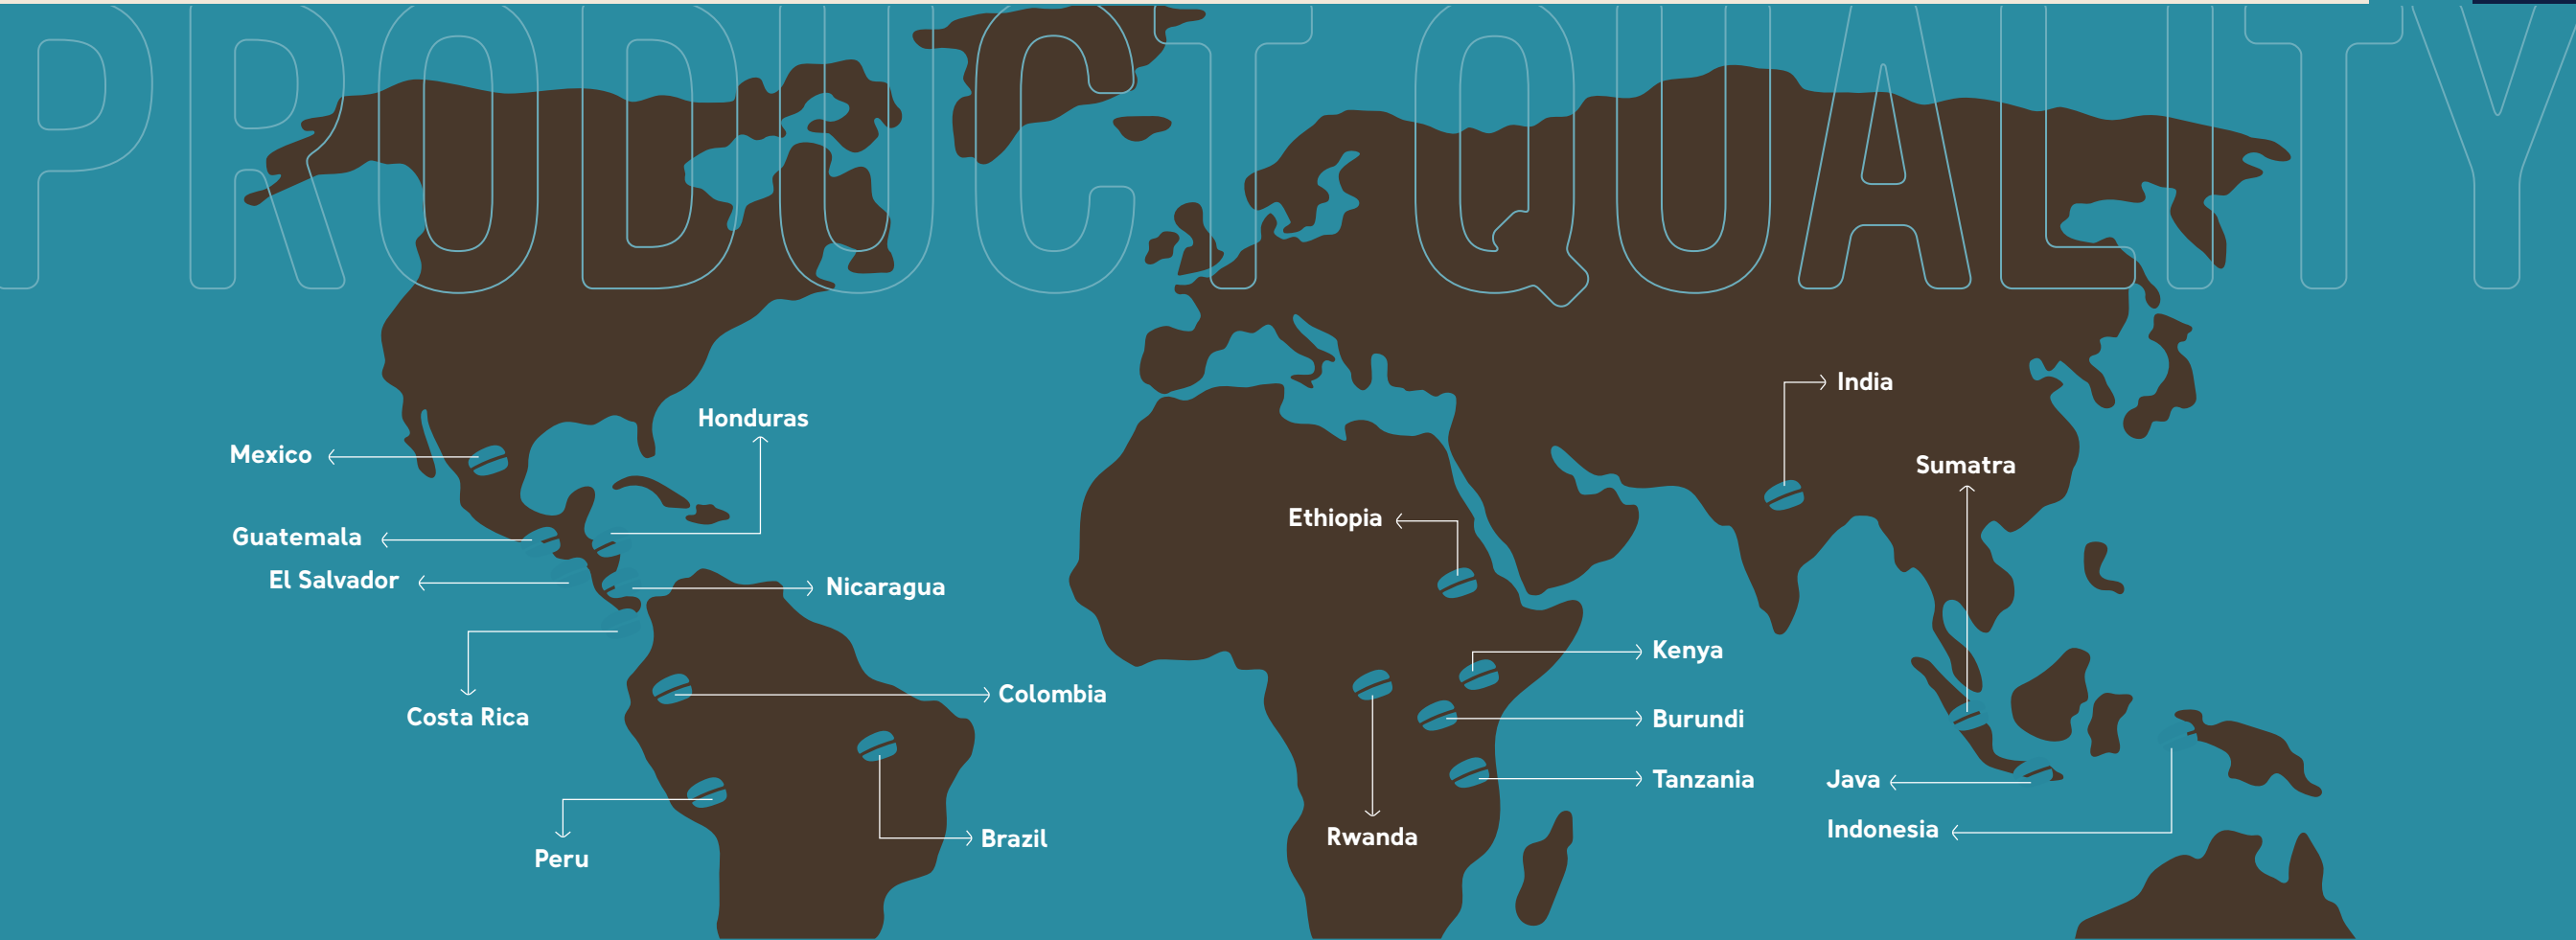 PRODUCT QUALITY
India
Honduras
Mexico
Sumatra
Ethiopia
Guatemala
El Salvador
Nicaragua
Kenya
Colombia
Costa Rica
Burundi
Tanzania
Java
Indonesia
Rwanda
Brazil
Peru